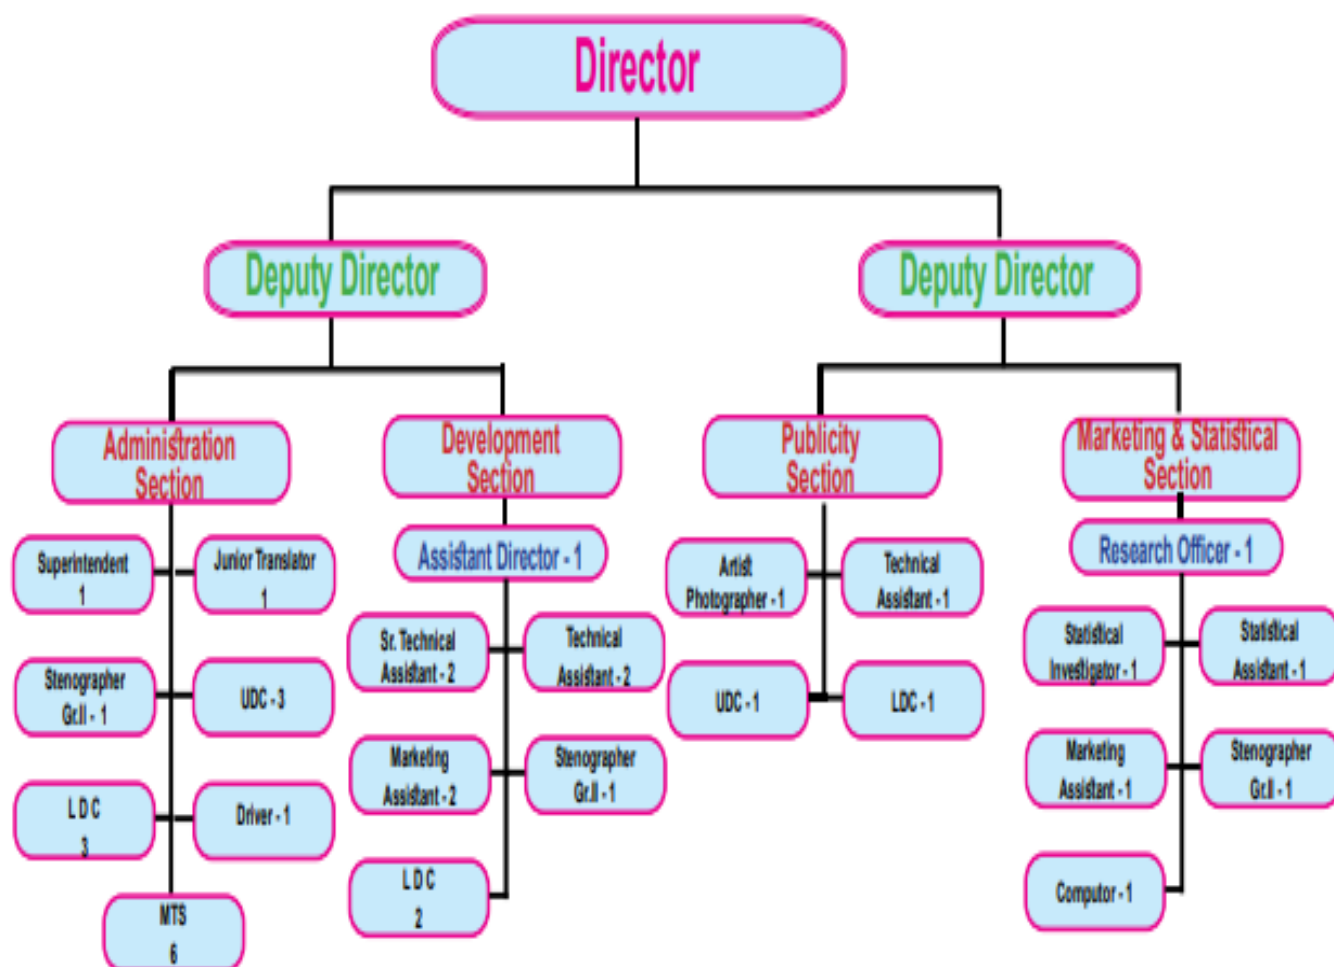 Director
Deputy Director
Deputy Director
Administration
Section
Development
Section
Publicity
Section
Marketing & Statistical
Section
Superintendent
1
Junior Translator
1
Stenographer
Gr.II - 1
UDC - 3
L D C
3
Driver - 1
MTS
6
Assistant Director - 1
Sr. Technical
Assistant - 2
Technical
Assistant - 2
Marketing
Assistant - 2
Stenographer
Gr.II - 1
L D C
2
Artist
Photographer - 1
Technical
Assistant - 1
UDC - 1
LDC - 1
Research Officer - 1
Statistical
Investigator - 1
Statistical
Assistant - 1
Marketing
Assistant - 1
Stenographer
Gr.II - 1
Computor - 1